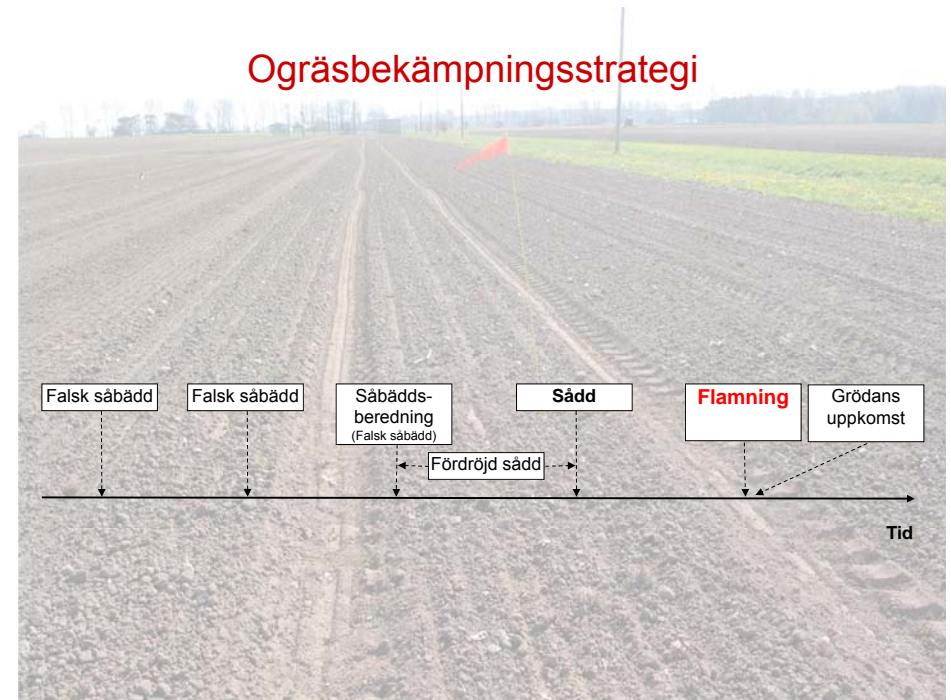 Ogräsbekämpningsstrategi
Falsk såbädd
Falsk såbädd
Såbädds-
beredning
(Falsk såbädd)
Sådd
Flamning
Grödans
uppkomst
Fördröjd sådd
Tid